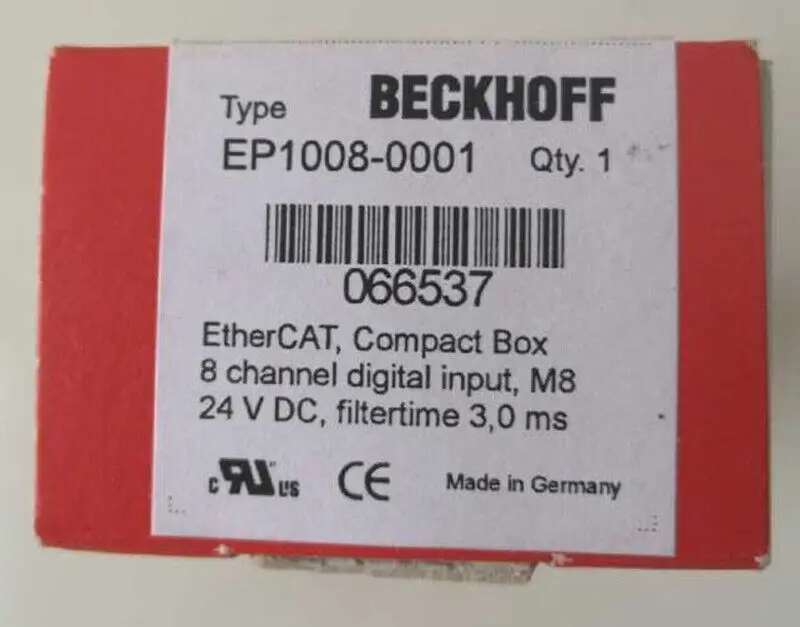 Type BECKHOFF
EP1008-0001 Qty. 1
066537
EtherCAT, Compact Box
8 channel digital input, M8
24 V DC, filtertime 3,0 ms
c RU US CE Made in Germany